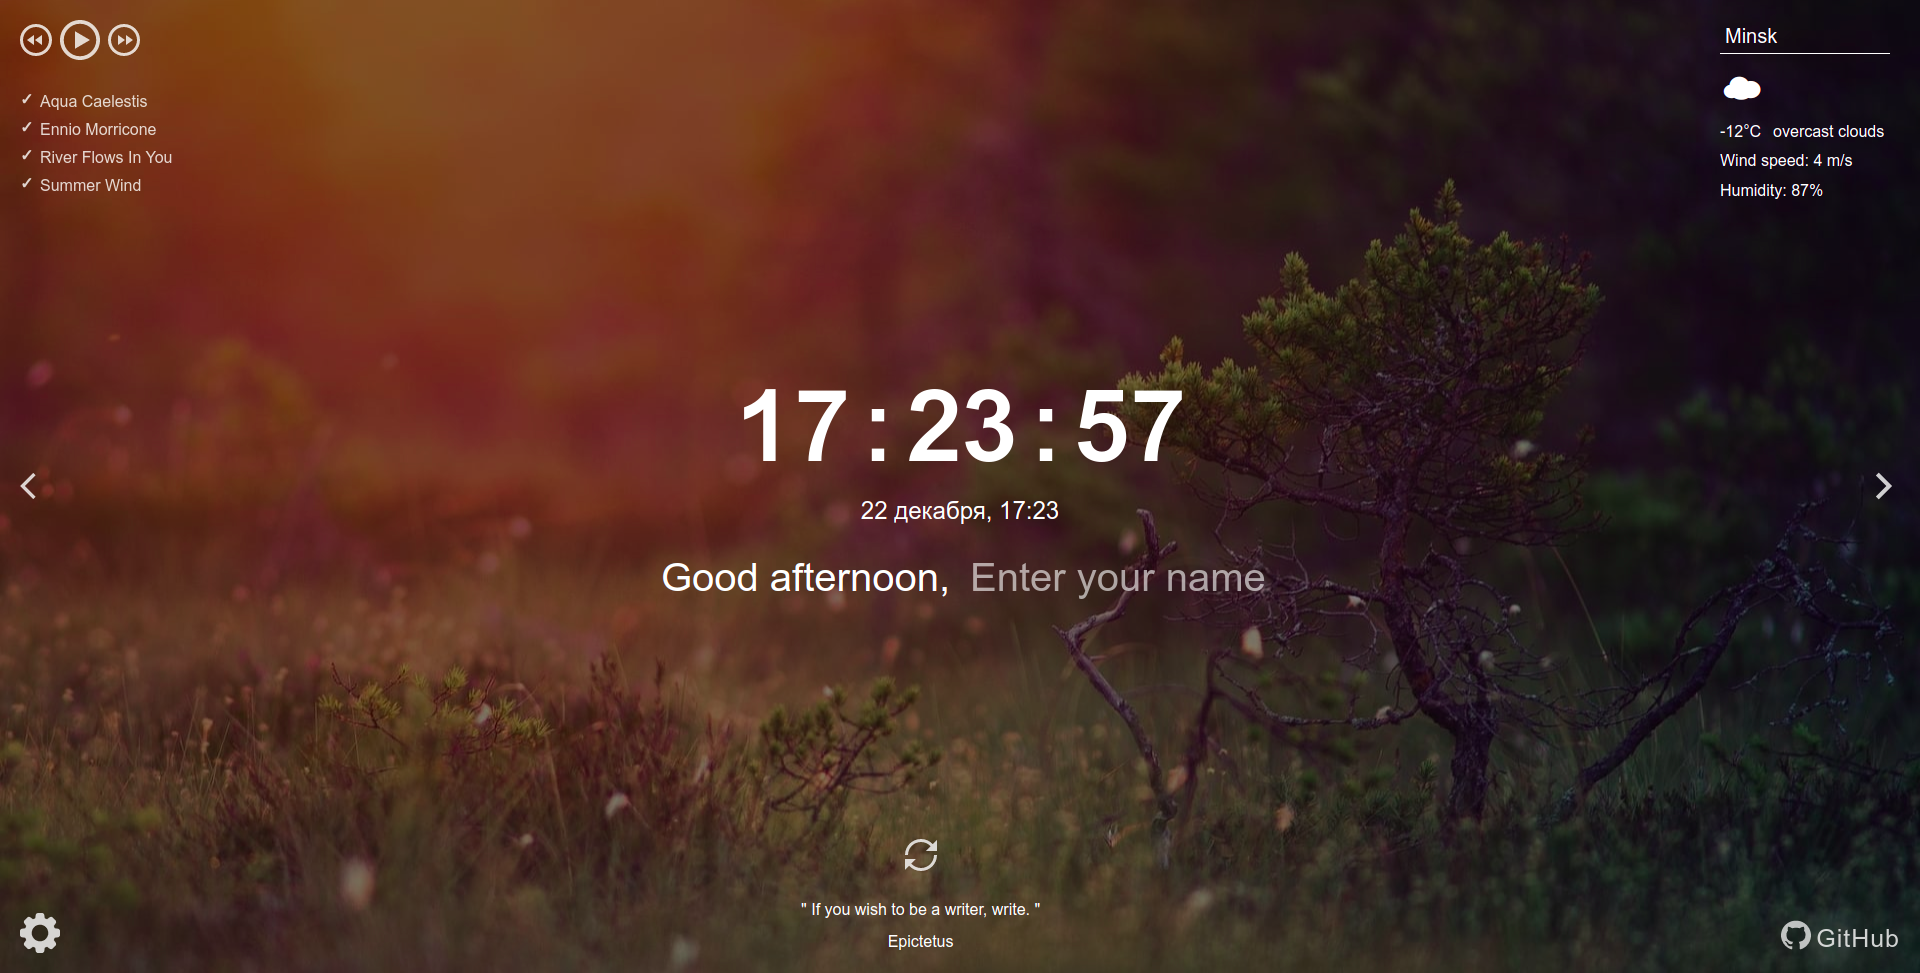 Minsk
Aqua Caelestis
Ennio Morricone
River Flows In You
Summer Wind
-12°C overcast clouds
Wind speed: 4 m/s
Humidity: 87%
17:23:57
22 декабря, 17:23
Good afternoon, Enter your name
" If you wish to be a writer, write. "
Epictetus
GitHub